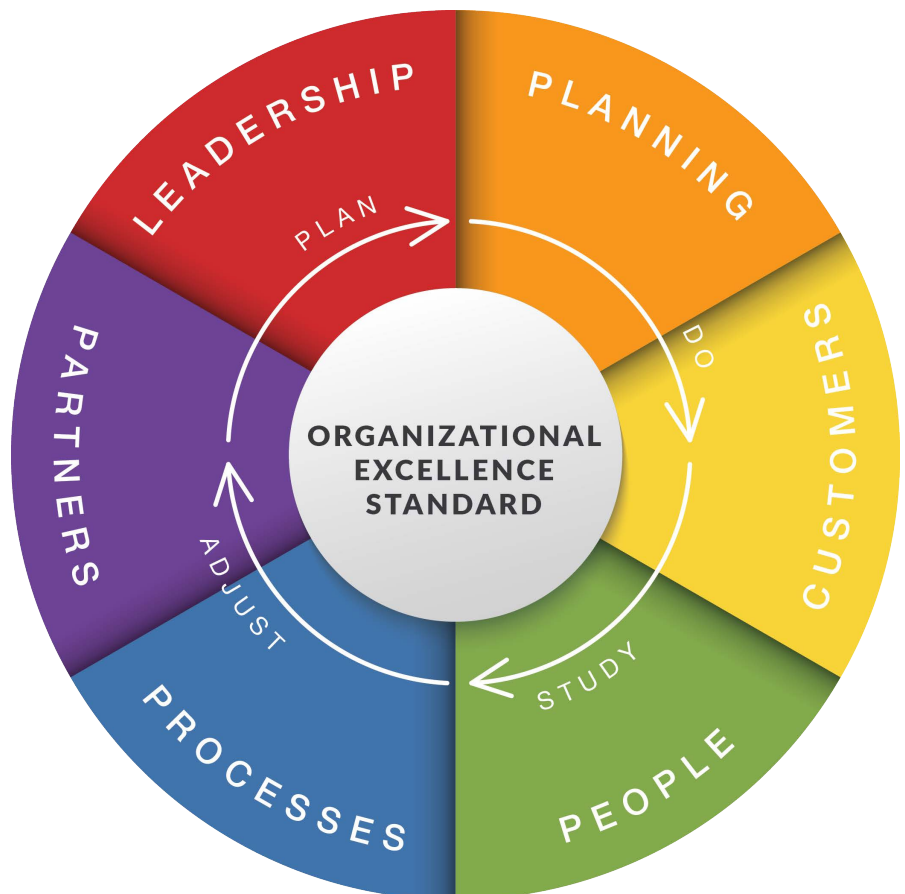 LEADERSHIP
PLANNING
CUSTOMERS
PEOPLE
PROCESSES
PARTNERS
PLAN
DO
STUDY
ADJUST
ORGANIZATIONAL
EXCELLENCE
STANDARD